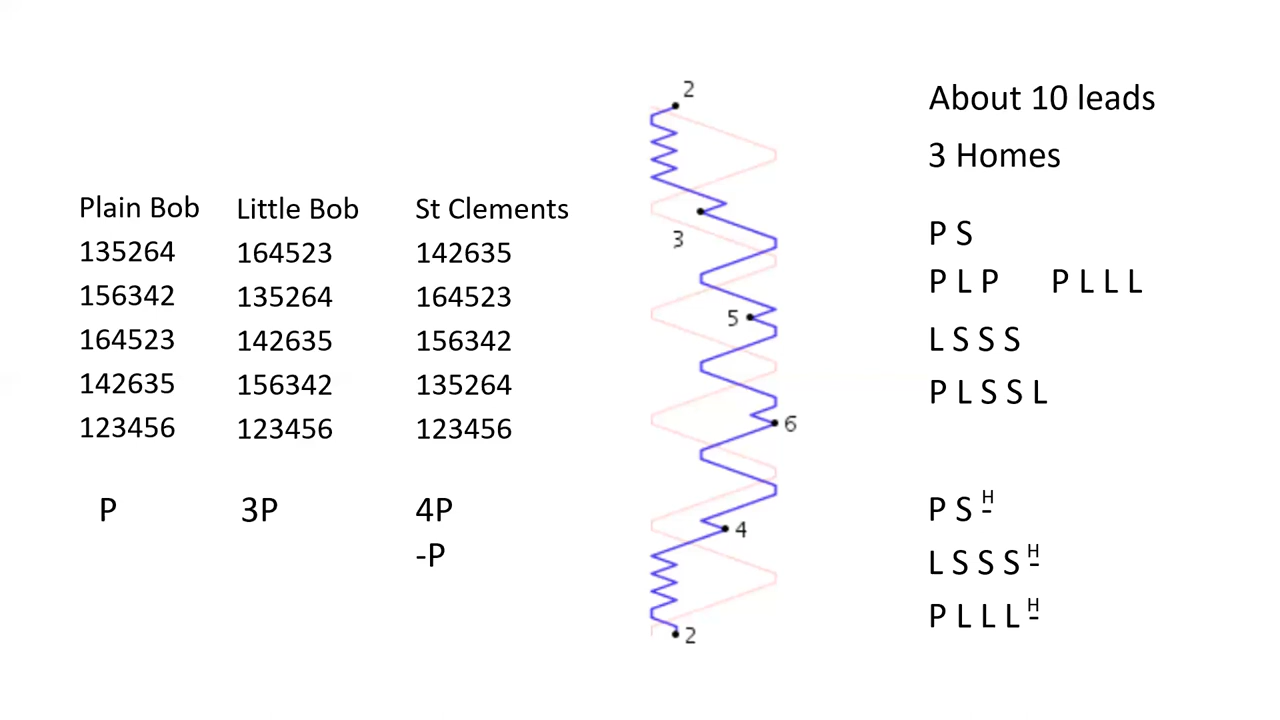 Plain Bob
135264
156342
164523
142635
123456
P
Little Bob
164523
135264
142635
156342
123456
3P
St Clements
142635
164523
156342
135264
123456
4P
-P
2
3
5
6
4
2
About 10 leads
3 Homes
P S
P L P P L L L
L S S S
P L S S L
P S H -
L S S S H -
P L L L H -